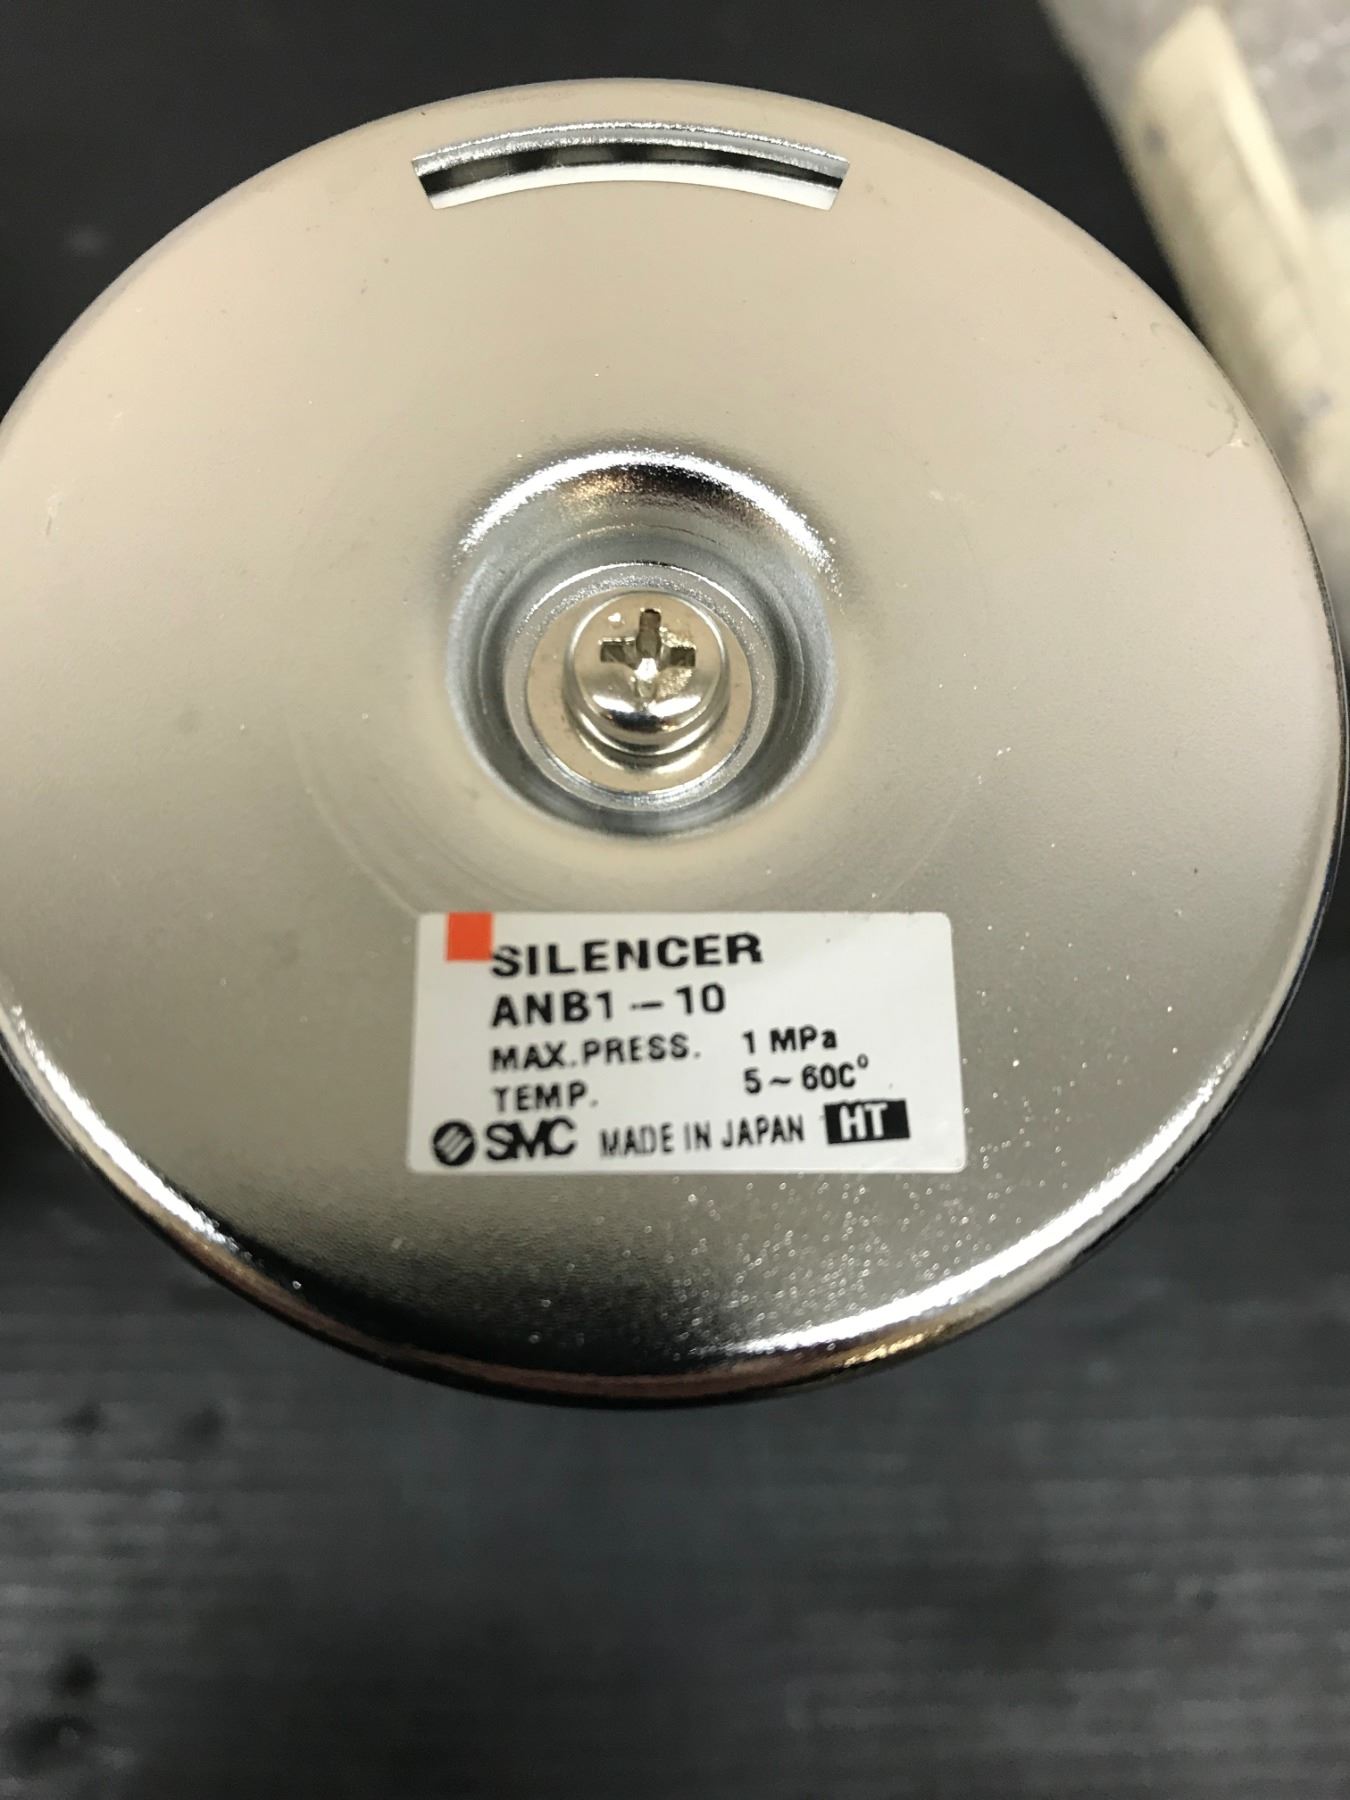 SILENCER
ANB1-10
MAX.PRESS. 1 MPa
TEMP. 5~60C°
SMC MADE IN JAPAN HT